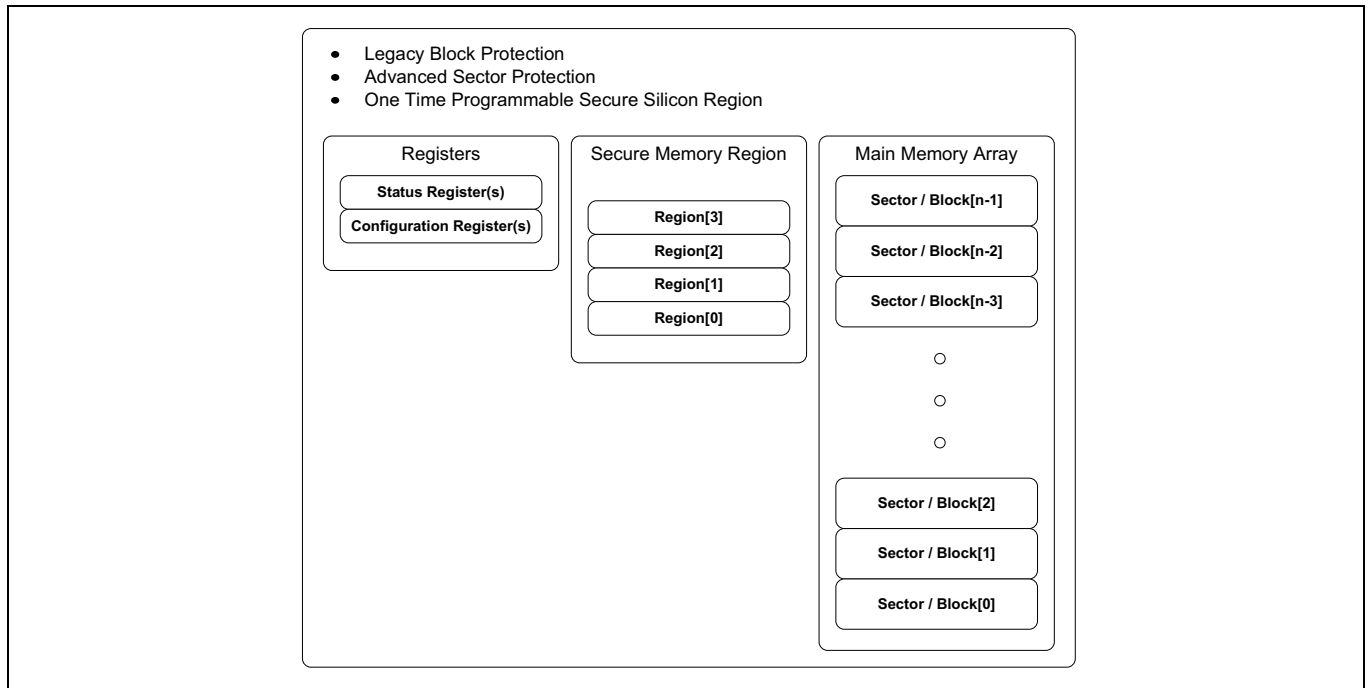 ● Legacy Block Protection
● Advanced Sector Protection
● One Time Programmable Secure Silicon Region
Registers
Status Register(s)
Configuration Register(s)
Secure Memory Region
Region[3]
Region[2]
Region[1]
Region[0]
Main Memory Array
Sector / Block[n-1]
Sector / Block[n-2]
Sector / Block[n-3]
Sector / Block[2]
Sector / Block[1]
Sector / Block[0]